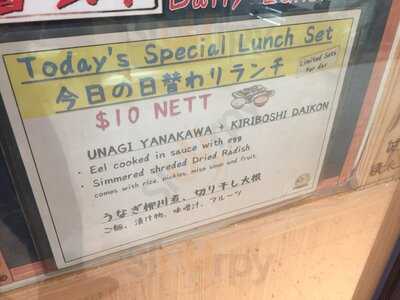 Today's Special Lunch Set
今日の日替わりランチ
Limited Sets
Per day
$10 NETT
UNAGI YANAKAWA + KIRIBOSHI DAIKON
· Eel cooked in sauce with egg
· Simmered shreded Dried Radish
comes with rice, pickles, miso soup and fruit
うなぎ柳川煮、切り干し大根
ご飯、漬け物、味噌汁、フルーツ